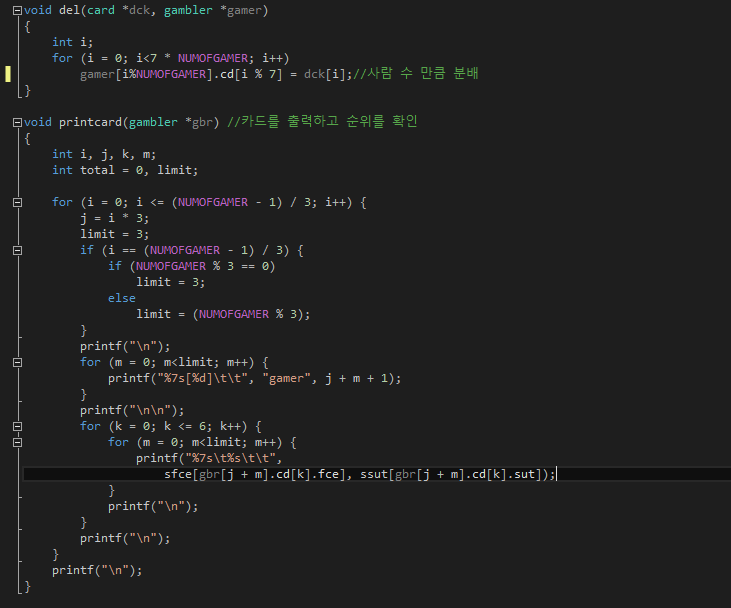 void del(card *dck, gambler *gamer)
{
    int i;
    for (i = 0; i<7 * NUMOFGAMER; i++)
        gamer[i%NUMOFGAMER].cd[i % 7] = dck[i];//사람 수 만큼 분배
}

void printcard(gambler *gbr) //카드를 출력하고 순위를 확인
{
    int i, j, k, m;
    int total = 0, limit;

    for (i = 0; i <= (NUMOFGAMER - 1) / 3; i++) {
        j = i * 3;
        limit = 3;
        if (i == (NUMOFGAMER - 1) / 3) {
            if (NUMOFGAMER % 3 == 0)
                limit = 3;
            else
                limit = (NUMOFGAMER % 3);
        }
        printf("\n");
        for (m = 0; m<limit; m++) {
            printf("%7s[%d]\t\t", "gamer", j + m + 1);
        }
        printf("\n\n");
        for (k = 0; k <= 6; k++) {
            for (m = 0; m<limit; m++) {
                printf("%7s\t%s\t\t",
                    sfce[gbr[j + m].cd[k].fce], ssut[gbr[j + m].cd[k].sut]);
            }
            printf("\n");
        }
        printf("\n");
    }
    printf("\n");
}